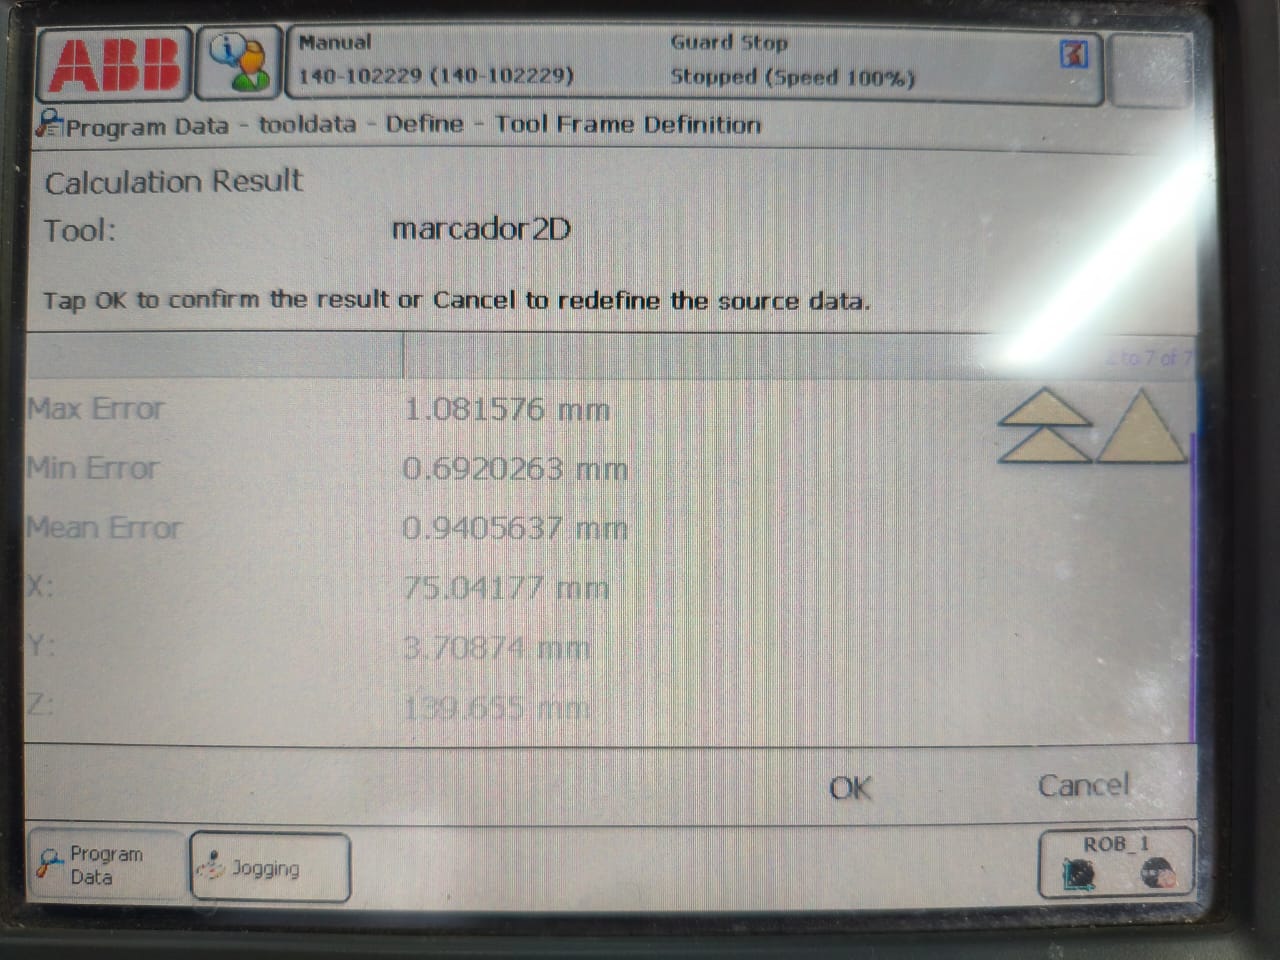 ABB
Manual
Guard Stop
140-102229 (140-102229)
Stopped (Speed 100%)
Program Data - tooldata - Define - Tool Frame Definition
Calculation Result
Tool: marcador2D
Tap OK to confirm the result or Cancel to redefine the source data.
to 7 of 7
Max Error 1.081576 mm
Min Error 0.6920263 mm
Mean Error 0.9405637 mm
X: 75.04177 mm
Y: 3.70874 mm
Z: 139.655 mm
OK Cancel
Program
Data
Jogging
ROB_1